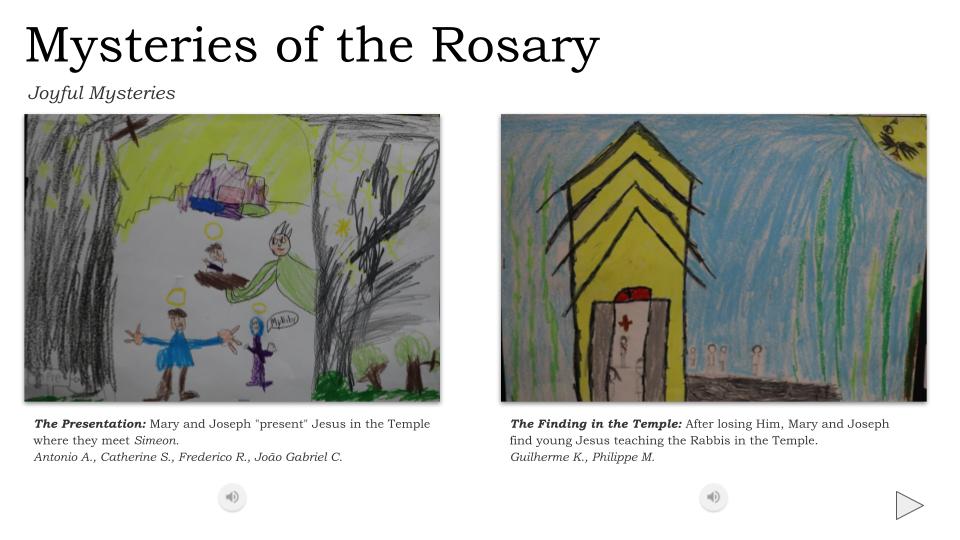 Mysteries of the Rosary
Joyful Mysteries
The Presentation: Mary and Joseph "present" Jesus in the Temple
where they meet Simeon.
Antonio A., Catherine S., Frederico R., João Gabriel C.
The Finding in the Temple: After losing Him, Mary and Joseph
find young Jesus teaching the Rabbis in the Temple.
Guilherme K., Philippe M.